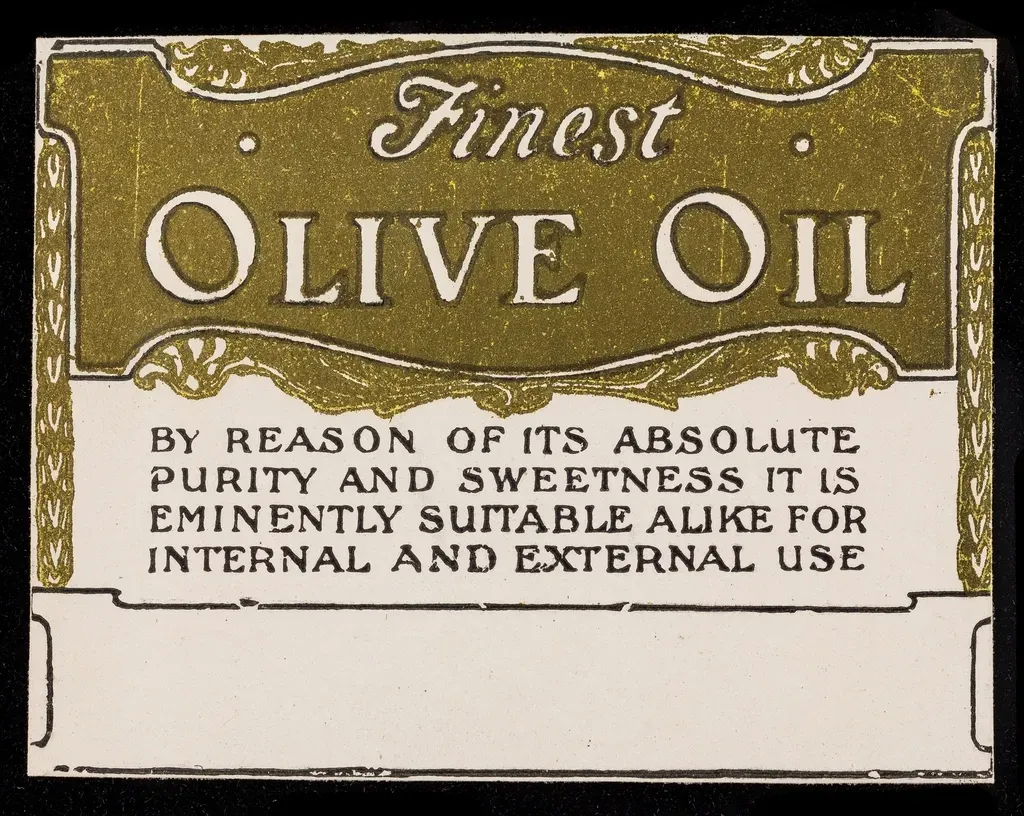 Finest
OLIVE OIL
BY REASON OF ITS ABSOLUTE
PURITY AND SWEETNESS IT IS
EMINENTLY SUITABLE ALIKE FOR
INTERNAL AND EXTERNAL USE